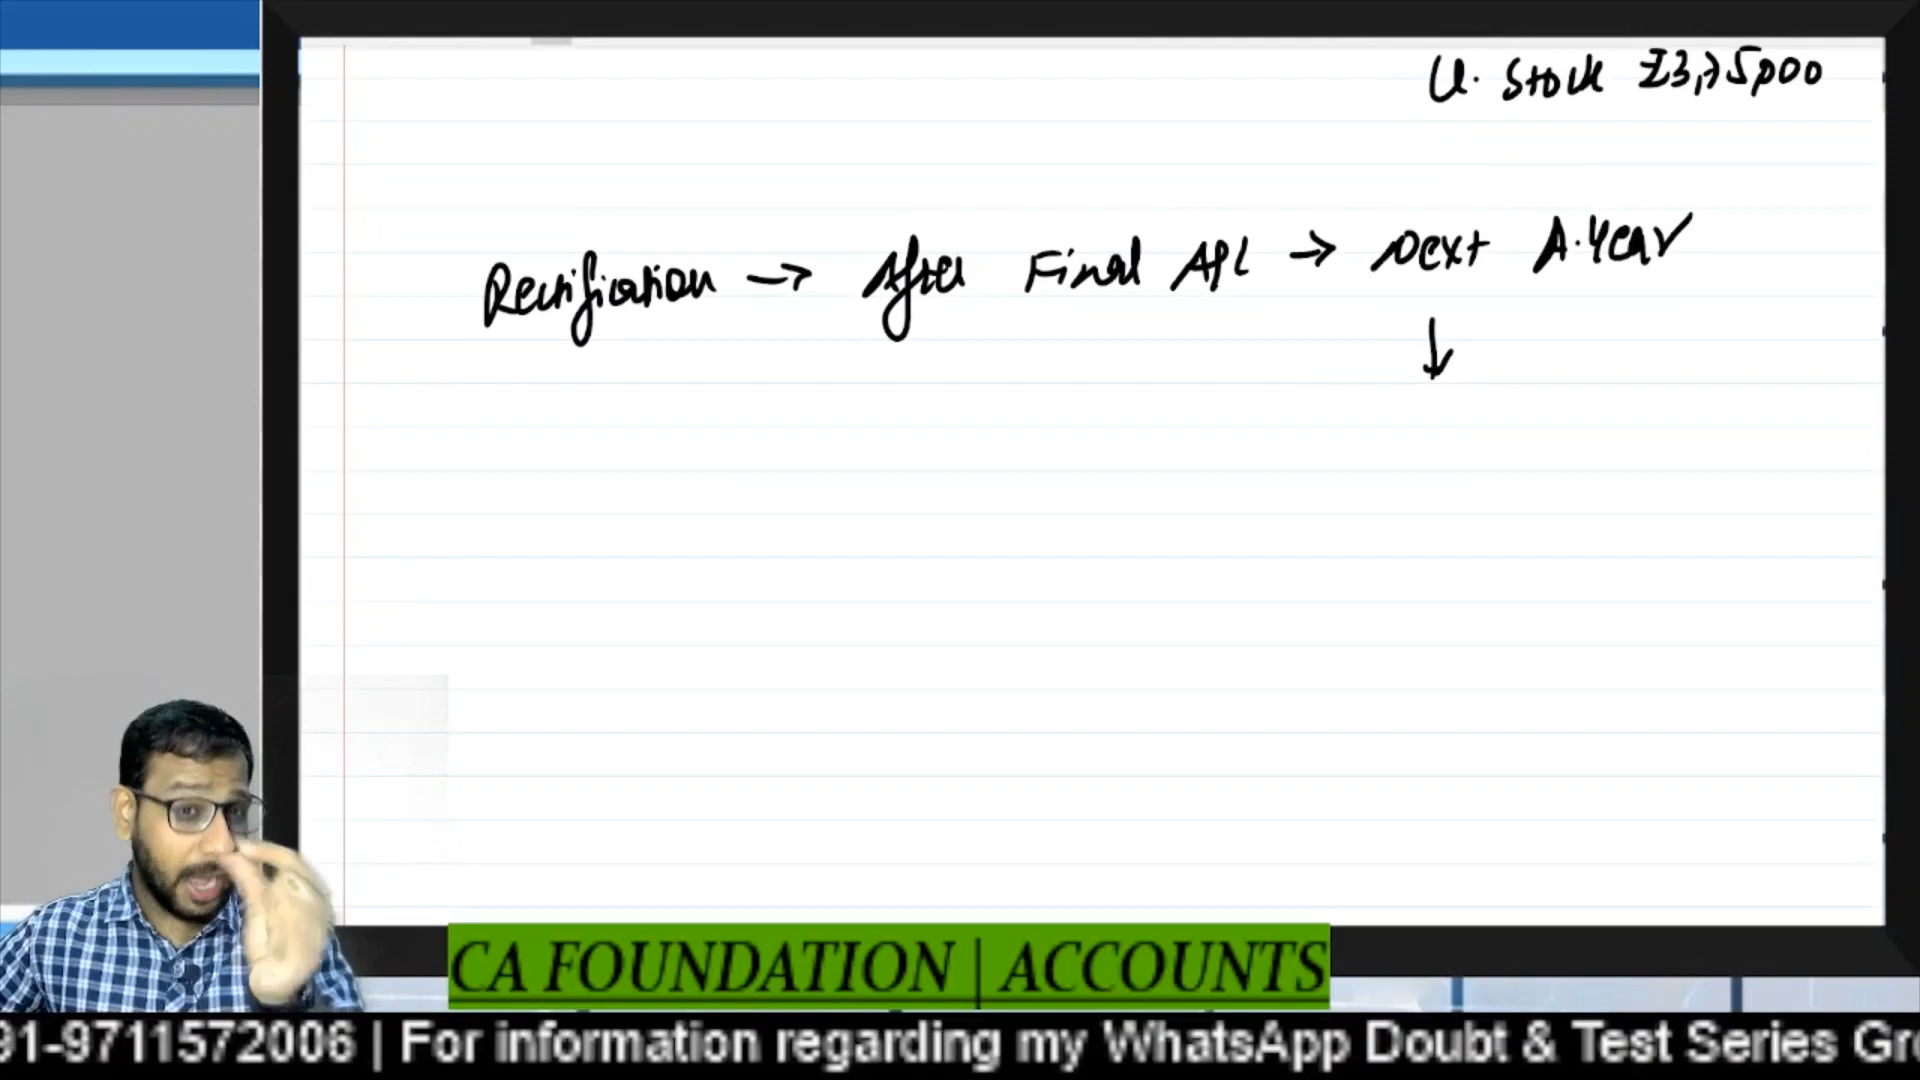 Cl. Stock ₹3,75,000
Rectification → After Final A/c → Next A.Year
↓
CA FOUNDATION | ACCOUNTS
91-9711572006 | For information regarding my WhatsApp Doubt & Test Series Gr